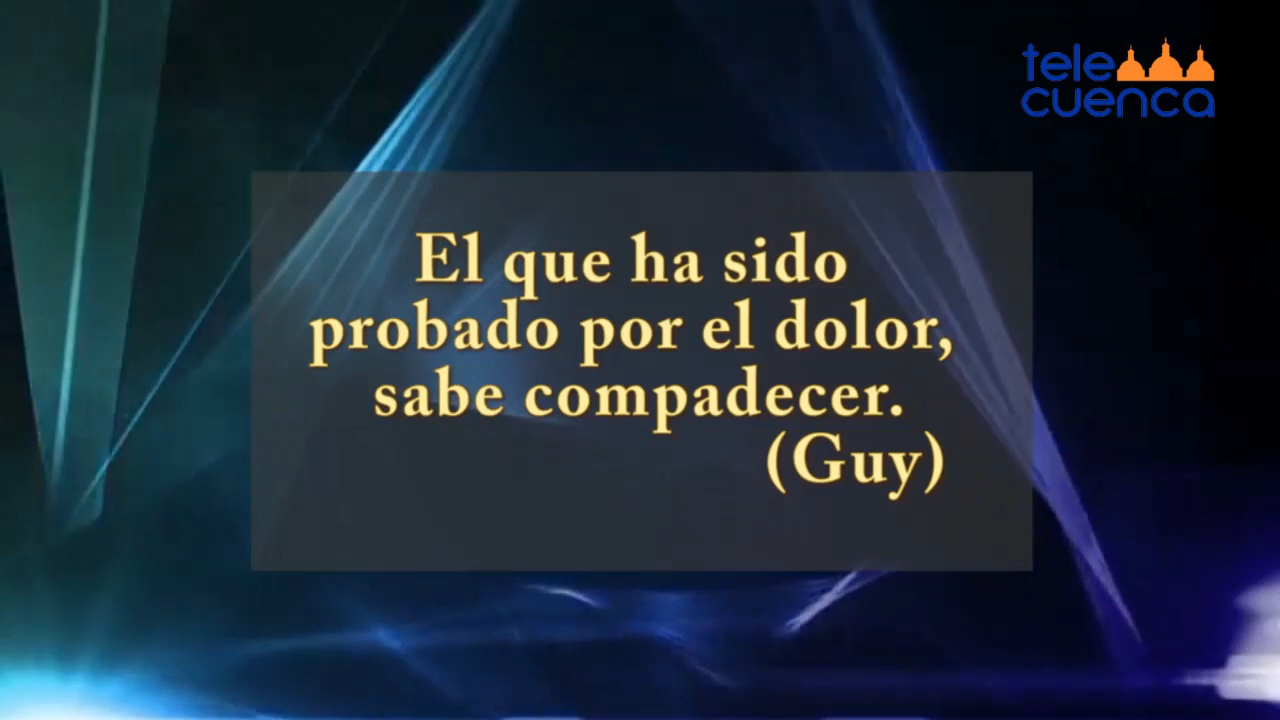 tele
cuenca
El que ha sido
probado por el dolor,
sabe compadecer.
(Guy)